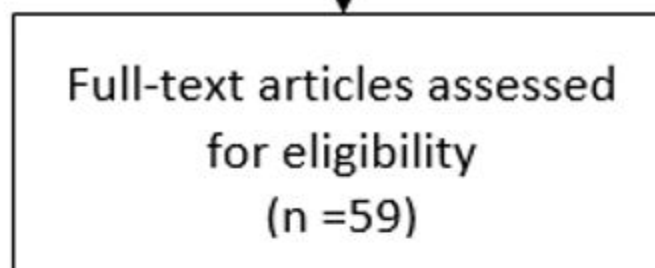 Full-text articles assessed
for eligibility
(n =59)